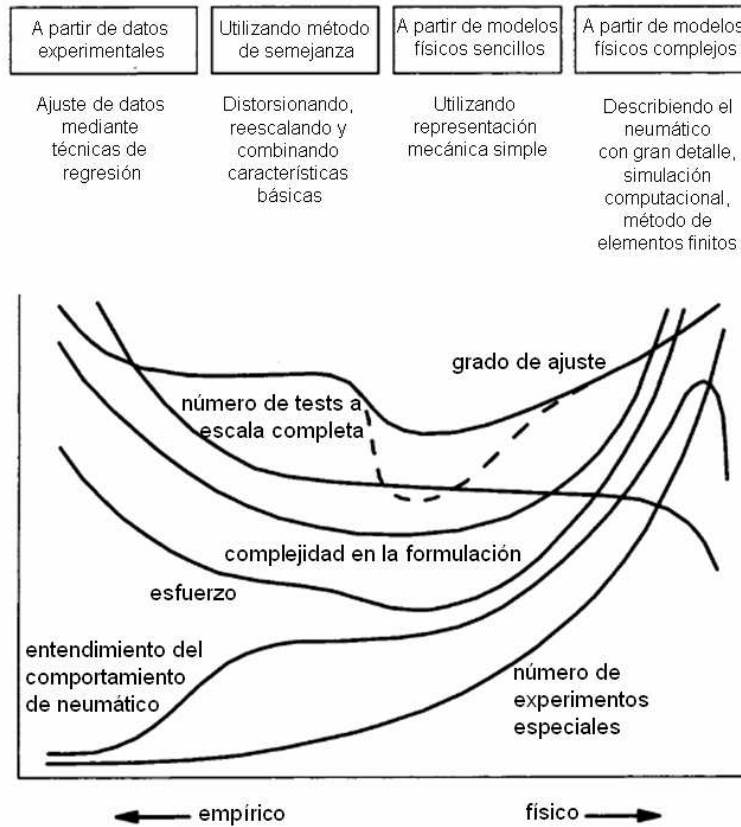 A partir de datos
experimentales
Utilizando método
de semejanza
A partir de modelos
físicos sencillos
A partir de modelos
físicos complejos
Ajuste de datos
mediante
técnicas de
regresión
Distorsionando,
reescalando y
combinando
características
básicas
Utilizando
representación
mecánica simple
Describiendo el
neumático
con gran detalle,
simulación
computacional,
método de
elementos finitos
grado de ajuste
número de tests a
escala completa
complejidad en la formulación
esfuerzo
entendimiento del
comportamiento
de neumático
número de
experimentos
especiales
empírico
físico